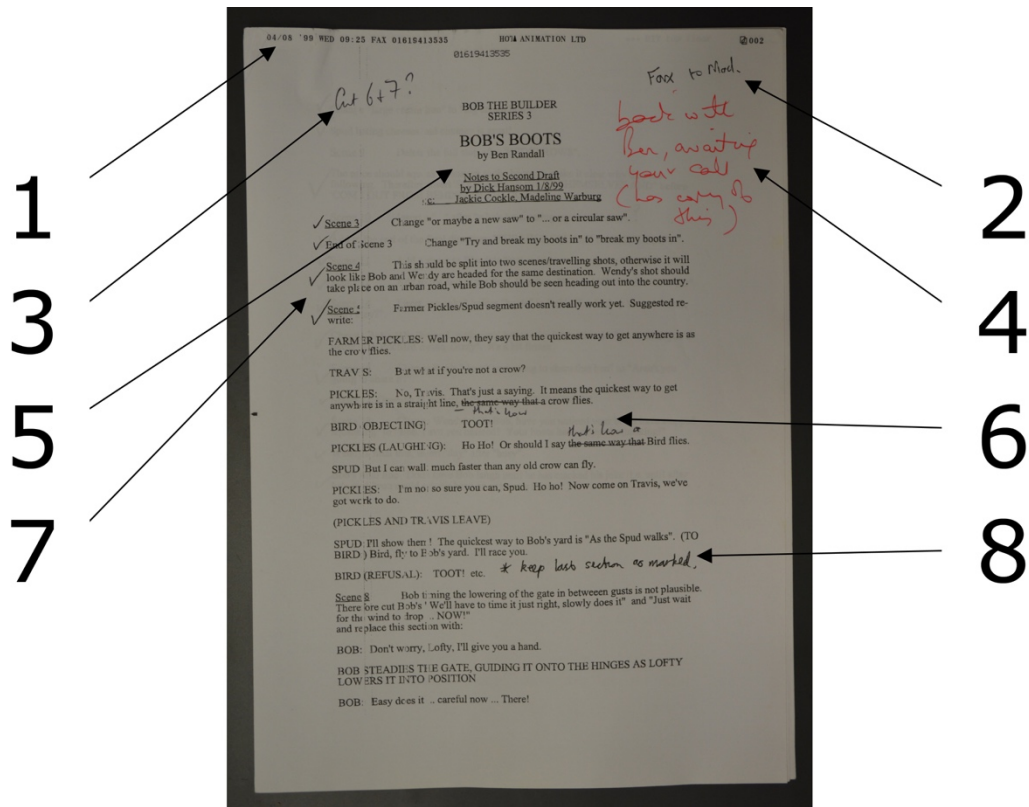 04/08 '99 WED 09:25 FAX 01619413535 HOT ANIMATION LTD 002
01619413535
Cut 6+7?
Fax to Mad.
BOB THE BUILDER
SERIES 3
BOB'S BOOTS
by Ben Randall
back with
Ben, awaiting
your call
(has copy of
this)
Notes to Second Draft
by Dick Hansom 1/8/99
c: Jackie Cockle, Madeline Warburg
✓ Scene 3 Change "or maybe a new saw" to "... or a circular saw".
✓ End of Scene 3 Change "Try and break my boots in" to "break my boots in".
Scene 4 This should be split into two scenes/travelling shots, otherwise it will
✓ look like Bob and Wendy are headed for the same destination. Wendy's shot should
take place on an urban road, while Bob should be seen heading out into the country.
✓ Scene 5 Farmer Pickles/Spud segment doesn't really work yet. Suggested re-
✓ write:
FARMER PICKLES: Well now, they say that the quickest way to get anywhere is as
the crow flies.
TRAVIS: But what if you're not a crow?
PICKLES: No, Travis. That's just a saying. It means the quickest way to get
anywhere is in a straight line, the same way that a crow flies.
- that's how
BIRD (OBJECTING) TOOT!
that's how a
PICKLES (LAUGHING): Ho Ho! Or should I say the same way that Bird flies.
SPUD But I can walk much faster than any old crow can fly.
PICKLES: I'm not so sure you can, Spud. Ho ho! Now come on Travis, we've
got work to do.
(PICKLES AND TRAVIS LEAVE)
SPUD: I'll show them! The quickest way to Bob's yard is "As the Spud walks". (TO
BIRD ) Bird, fly to Bob's yard. I'll race you.
BIRD (REFUSAL): TOOT! etc. * keep last section as marked.
Scene 8 Bob timing the lowering of the gate in betweeen gusts is not plausible.
Therefore cut Bob's "We'll have to time it just right, slowly does it" and "Just wait
for the wind to drop ... NOW!"
and replace this section with:
BOB: Don't worry, Lofty, I'll give you a hand.
BOB STEADIES THE GATE, GUIDING IT ONTO THE HINGES AS LOFTY
LOWERS IT INTO POSITION
BOB: Easy does it ... careful now ... There!
1
2
3
4
5
6
7
8